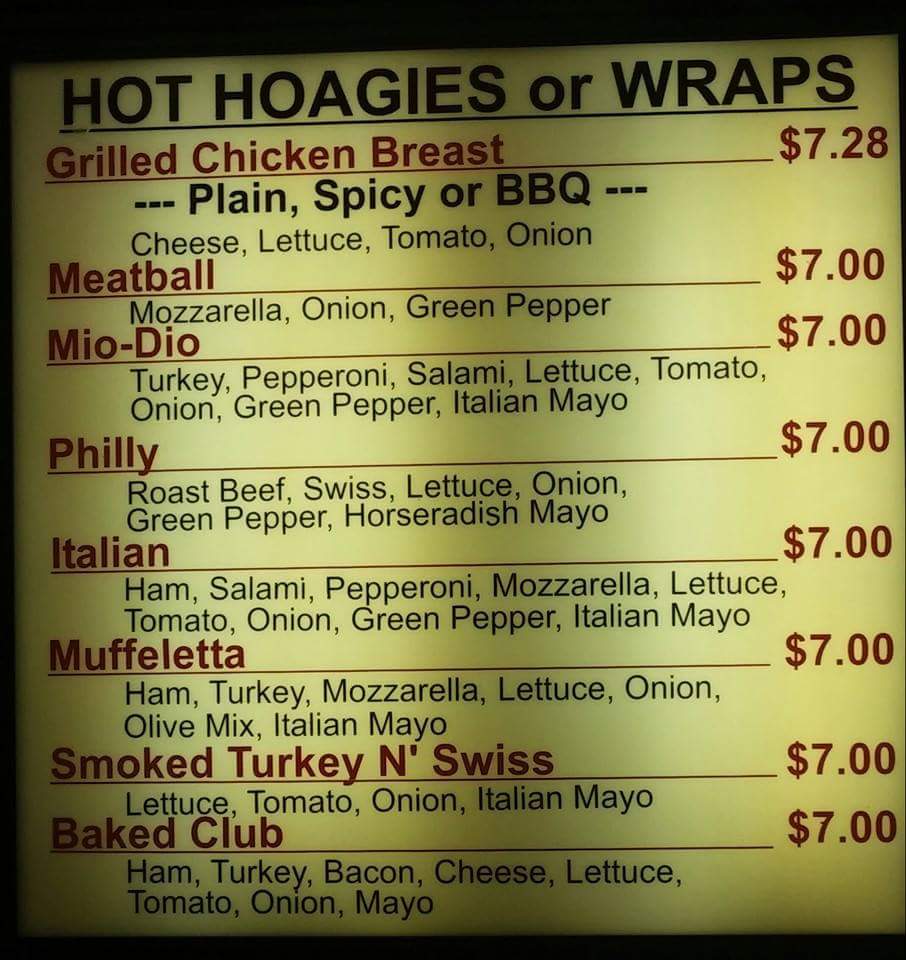 HOT HOAGIES or WRAPS
Grilled Chicken Breast $7.28
--- Plain, Spicy or BBQ ---
Cheese, Lettuce, Tomato, Onion
Meatball $7.00
Mozzarella, Onion, Green Pepper
Mio-Dio $7.00
Turkey, Pepperoni, Salami, Lettuce, Tomato,
Onion, Green Pepper, Italian Mayo
Philly $7.00
Roast Beef, Swiss, Lettuce, Onion,
Green Pepper, Horseradish Mayo
Italian $7.00
Ham, Salami, Pepperoni, Mozzarella, Lettuce,
Tomato, Onion, Green Pepper, Italian Mayo
Muffeletta $7.00
Ham, Turkey, Mozzarella, Lettuce, Onion,
Olive Mix, Italian Mayo
Smoked Turkey N' Swiss $7.00
Lettuce, Tomato, Onion, Italian Mayo
Baked Club $7.00
Ham, Turkey, Bacon, Cheese, Lettuce,
Tomato, Onion, Mayo